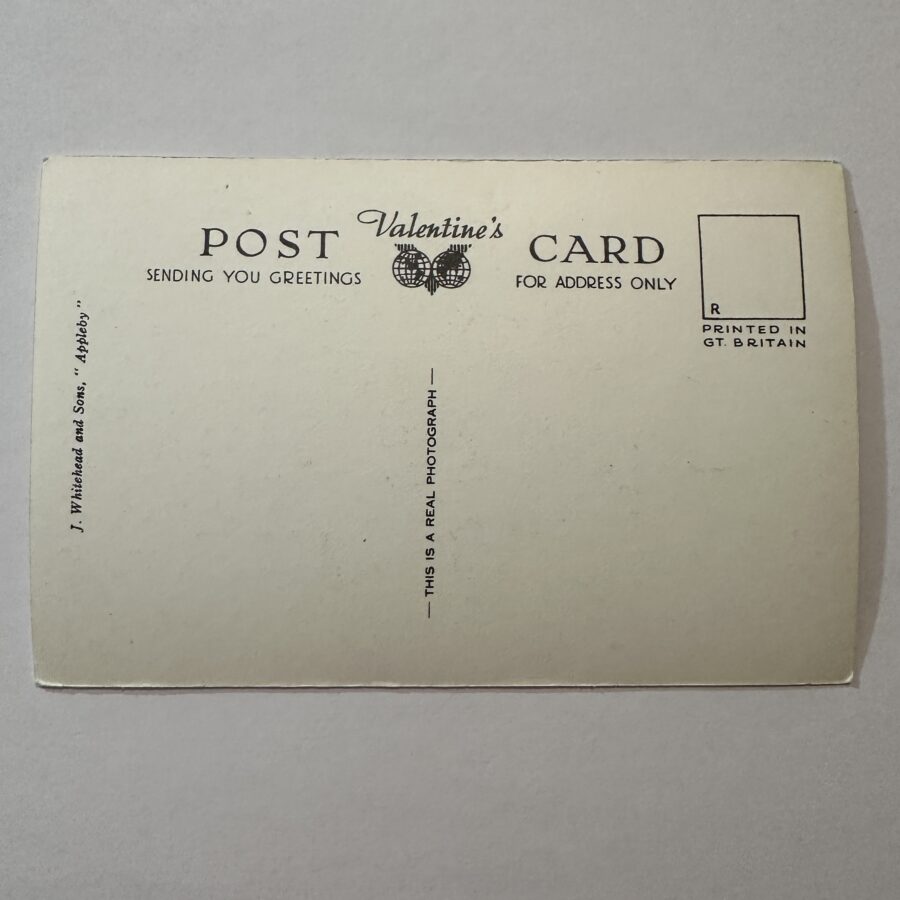 POST Valentine's CARD
SENDING YOU GREETINGS
FOR ADDRESS ONLY
R
PRINTED IN
GT. BRITAIN
J. Whitehead and Sons, "Appleby"
— THIS IS A REAL PHOTOGRAPH —